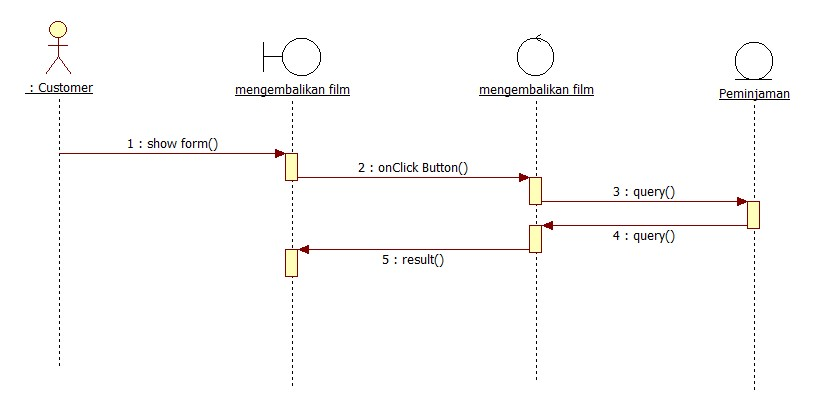 : Customer
mengembalikan film
mengembalikan film
Peminjaman
1 : show form()
2 : onClick Button()
3 : query()
4 : query()
5 : result()